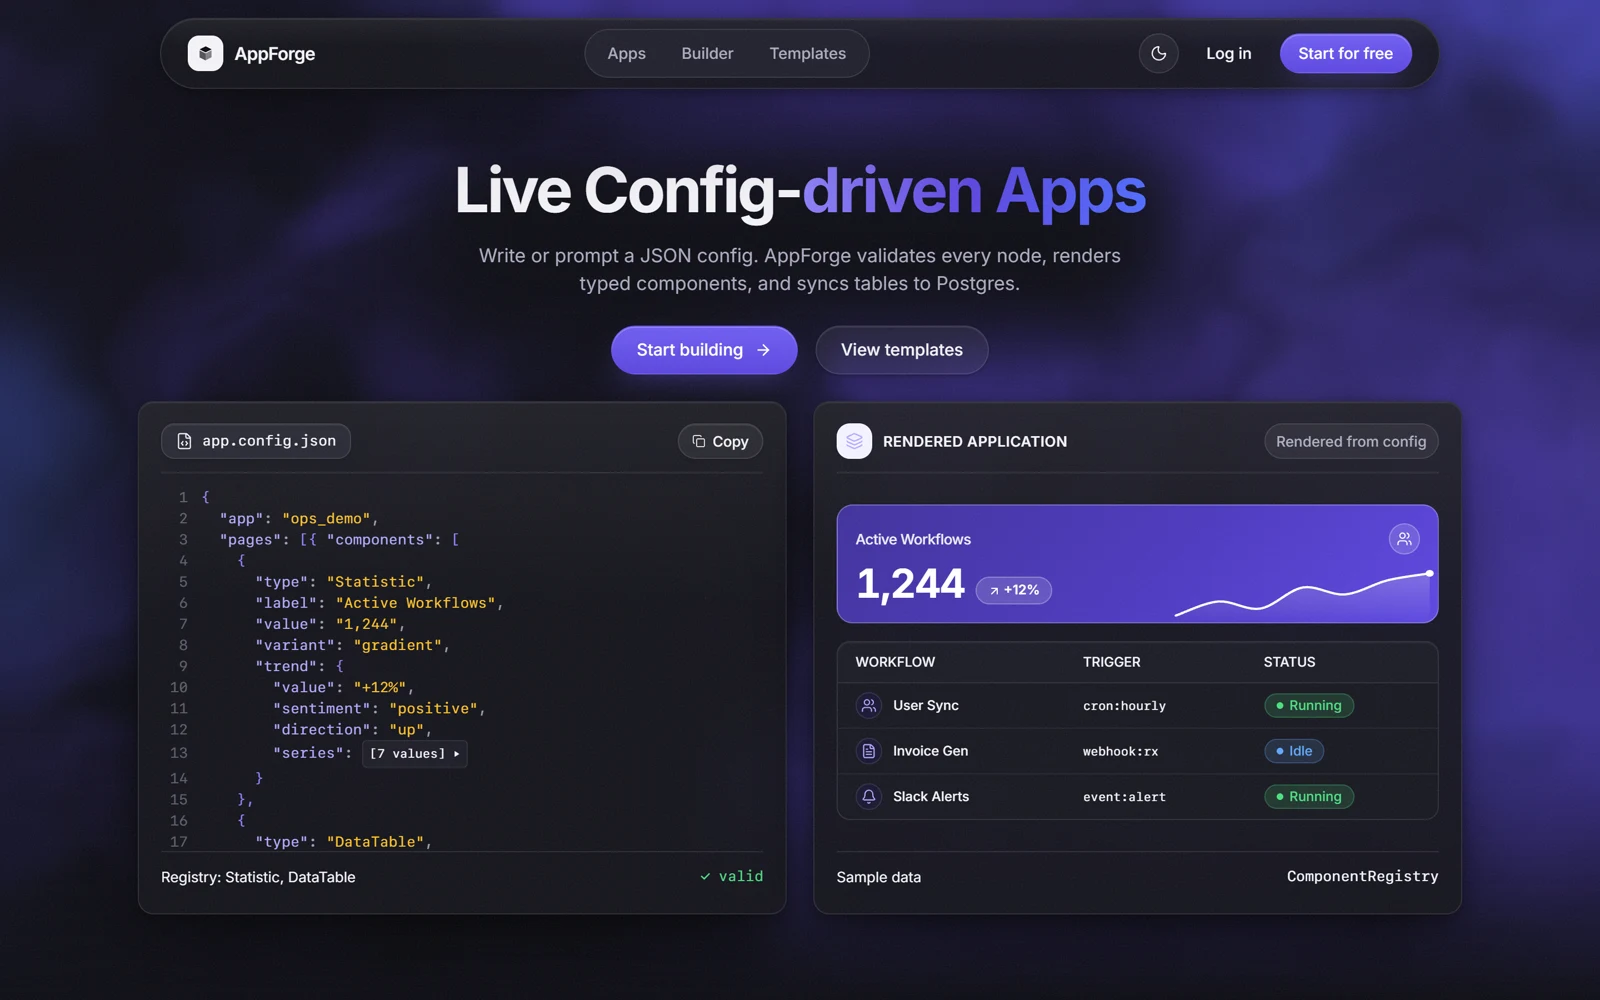 AppForge
Apps
Builder
Templates
Log in
Start for free
Live Config-driven Apps
Write or prompt a JSON config. AppForge validates every node, renders
typed components, and syncs tables to Postgres.
Start building
View templates
app.config.json
Copy
1 {
2 "app": "ops_demo",
3 "pages": [{ "components": [
4 {
5 "type": "Statistic",
6 "label": "Active Workflows",
7 "value": "1,244",
8 "variant": "gradient",
9 "trend": {
10 "value": "+12%",
11 "sentiment": "positive",
12 "direction": "up",
13 "series": [7 values]
14 }
15 },
16 {
17 "type": "DataTable",
Registry: Statistic, DataTable
valid
RENDERED APPLICATION
Rendered from config
Active Workflows
1,244
+12%
WORKFLOW TRIGGER STATUS
User Sync cron:hourly Running
Invoice Gen webhook:rx Idle
Slack Alerts event:alert Running
Sample data
ComponentRegistry